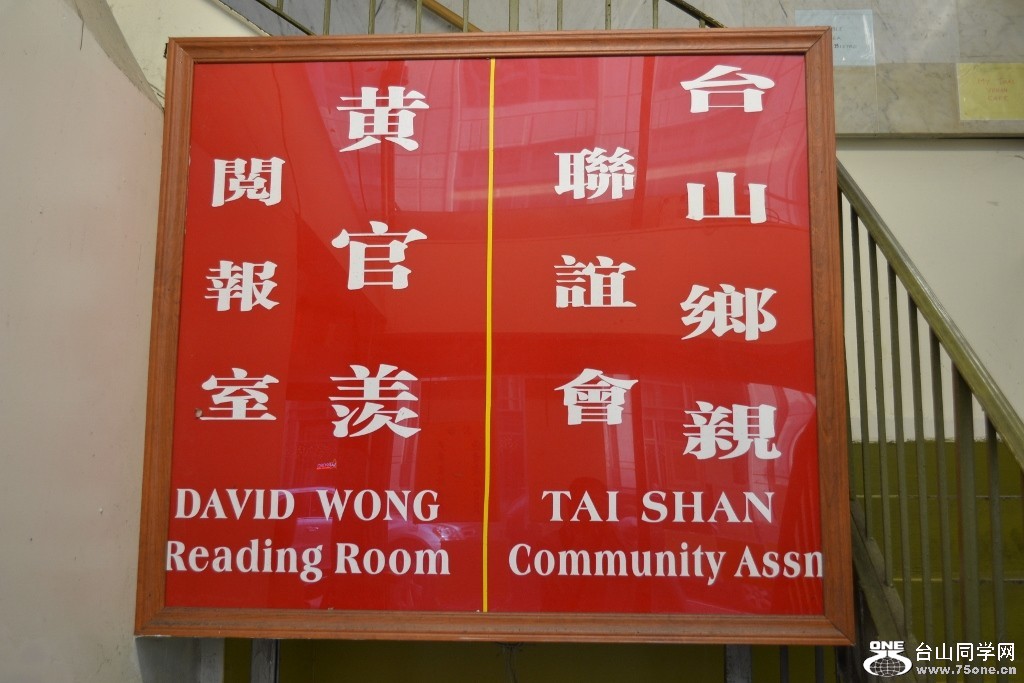 台山鄉親
聯誼會
TAI SHAN
Community Assn
黃官羨
閲報室
DAVID WONG
Reading Room
ONE
台山同学网
www.75one.cn